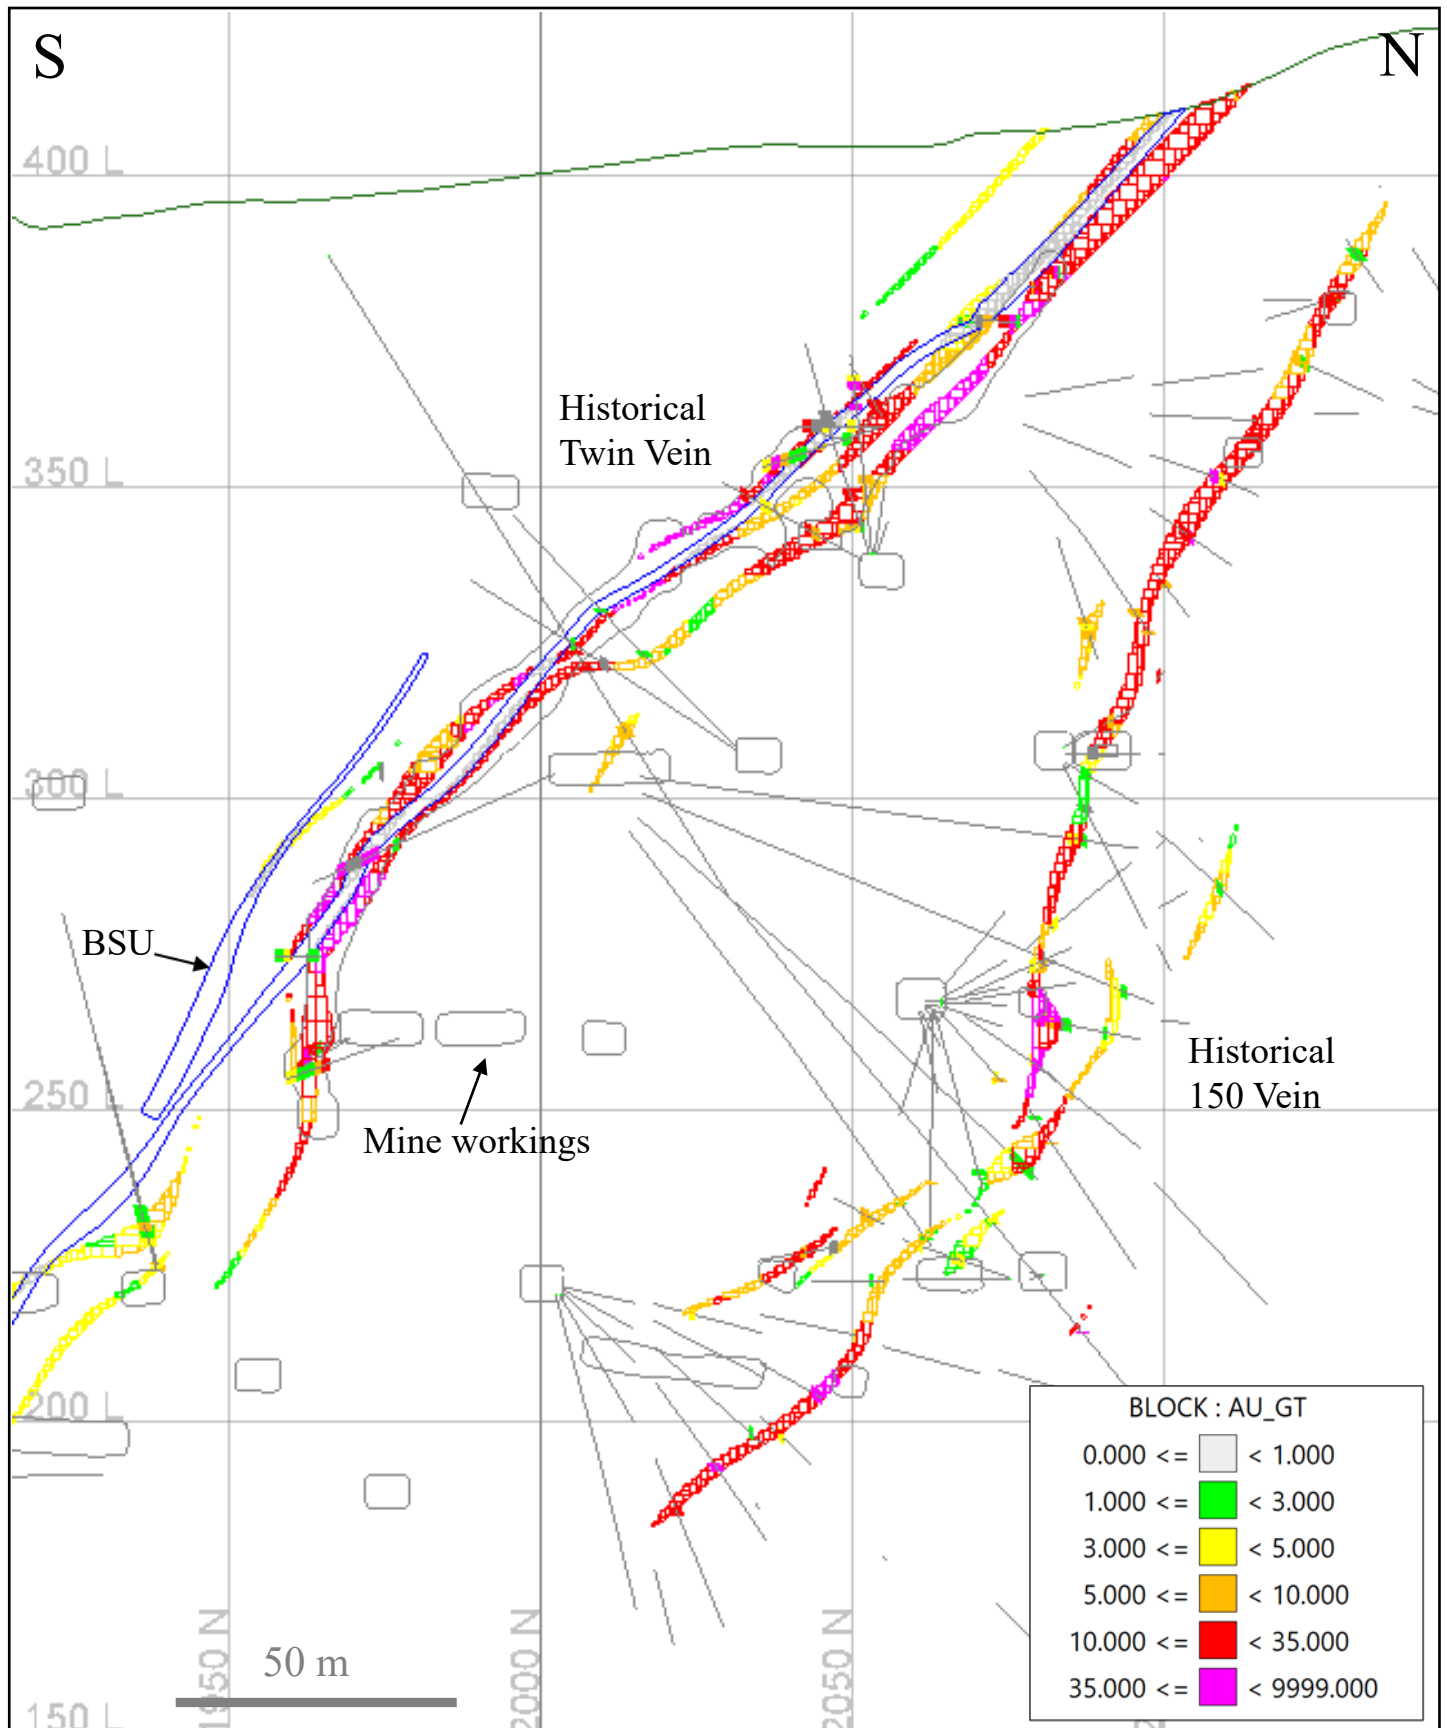 S
N
400 L
Historical
Twin Vein
350 L
300 L
BSU
Historical
150 Vein
250 L
Mine workings
200 L
BLOCK : AU_GT
0.000 <= < 1.000
1.000 <= < 3.000
3.000 <= < 5.000
5.000 <= < 10.000
10.000 <= < 35.000
35.000 <= < 9999.000
50 m
1950 N
2000 N
2050 N
150 L